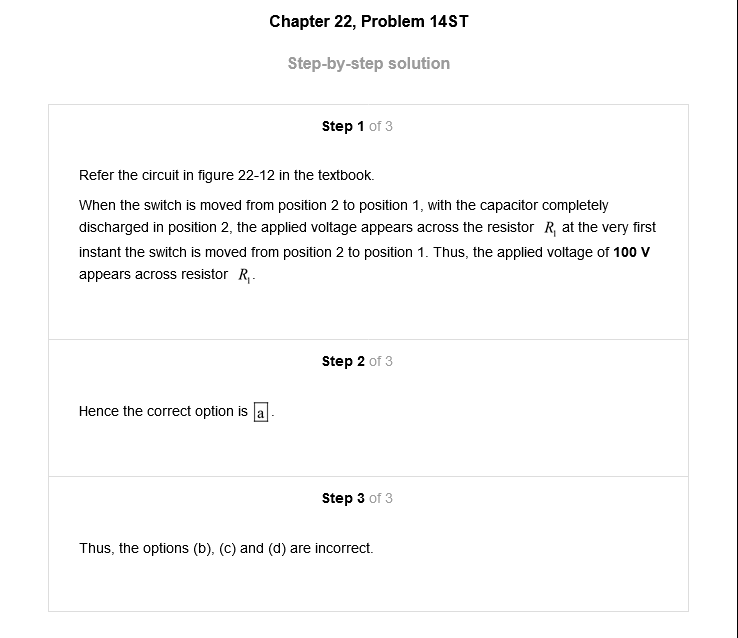 Chapter 22, Problem 14ST
Step-by-step solution
Step 1 of 3
Refer the circuit in figure 22-12 in the textbook.
When the switch is moved from position 2 to position 1, with the capacitor completely
discharged in position 2, the applied voltage appears across the resistor R₁ at the very first
instant the switch is moved from position 2 to position 1. Thus, the applied voltage of 100 V
appears across resistor R₁.
Step 2 of 3
Hence the correct option is a.
Step 3 of 3
Thus, the options (b), (c) and (d) are incorrect.